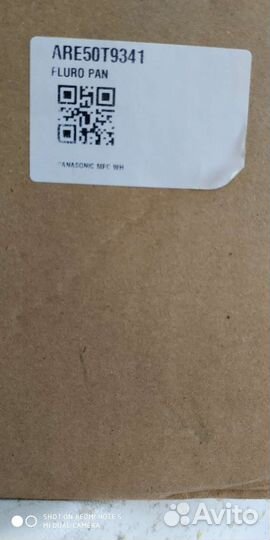 ARE50T9341
FLURO PAN
PANASONIC MFC WH
SHOT ON REDMI NOTE 5
MI DUAL CAMERA
Avito